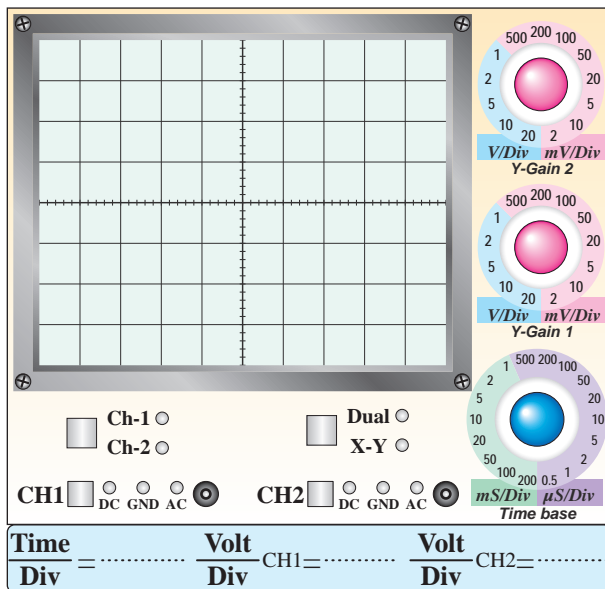 500 200 100
1 50
2 20
5 5
10 10
20 2
V/Div mV/Div
Y-Gain 2
500 200 100
1 50
2 20
5 5
10 10
20 2
V/Div mV/Div
Y-Gain 1
1 500 200 100
2 50
5 20
10 10
20 5
50 2
100 1
200 0.5
mS/Div µS/Div
Time base
Ch-1
Ch-2
Dual
X-Y
CH1
DC GND AC
CH2
DC GND AC
Time Volt Volt
= ........... CH1=........... CH2=...........
Div Div Div